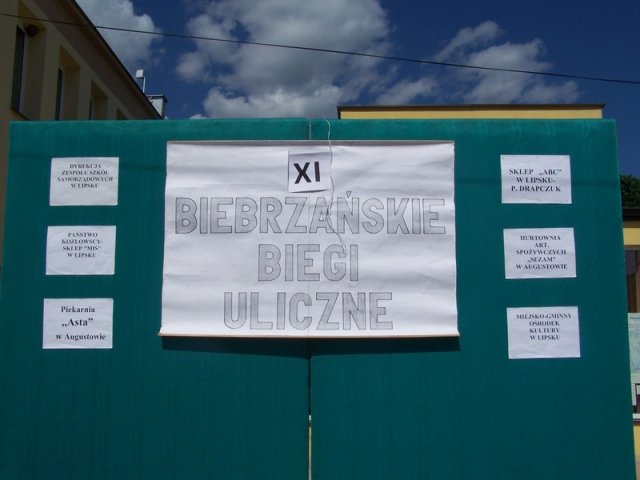 XI
BIEBRZAŃSKIE
BIEGI
ULICZNE
DYREKCJA
ZESPOŁU SZKÓŁ
SAMORZĄDOWYCH
W LIPSKU
PAŃSTWO
KOZŁOWSCY-
SKLEP "MIŚ"
W LIPSKU
Piekarnia
„Asta”
w Augustowie
SKLEP „ABC”
W LIPSKU-
P. DRAPCZUK
HURTOWNIA
ART.
SPOŻYWCZYCH
„SEZAM”
W AUGUSTOWIE
MIEJSKO-GMINNY
OŚRODEK
KULTURY
W LIPSKU